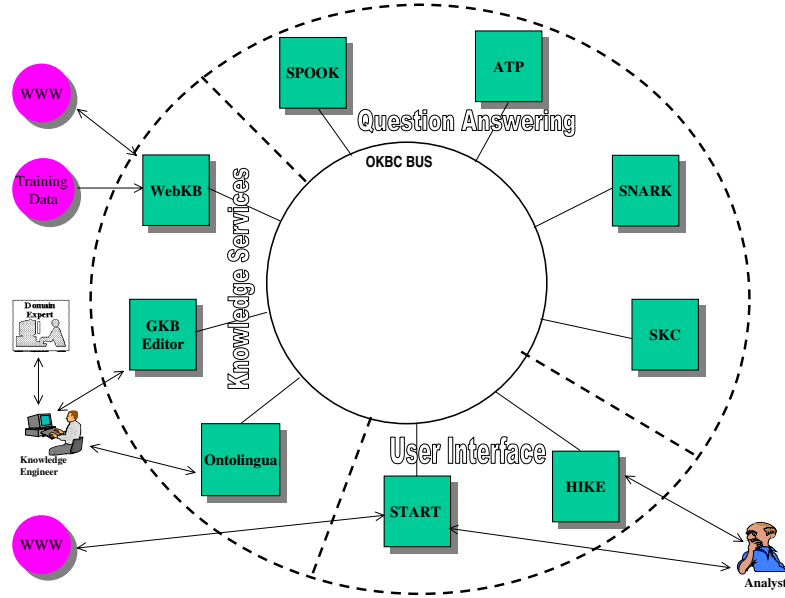 SPOOK
ATP
WWW
Question Answering
OKBC BUS
Training
Data
WebKB
SNARK
Knowledge Services
Domain
Expert
GKB
Editor
SKC
Knowledge
Engineer
Ontolingua
User Interface
HIKE
START
WWW
Analyst